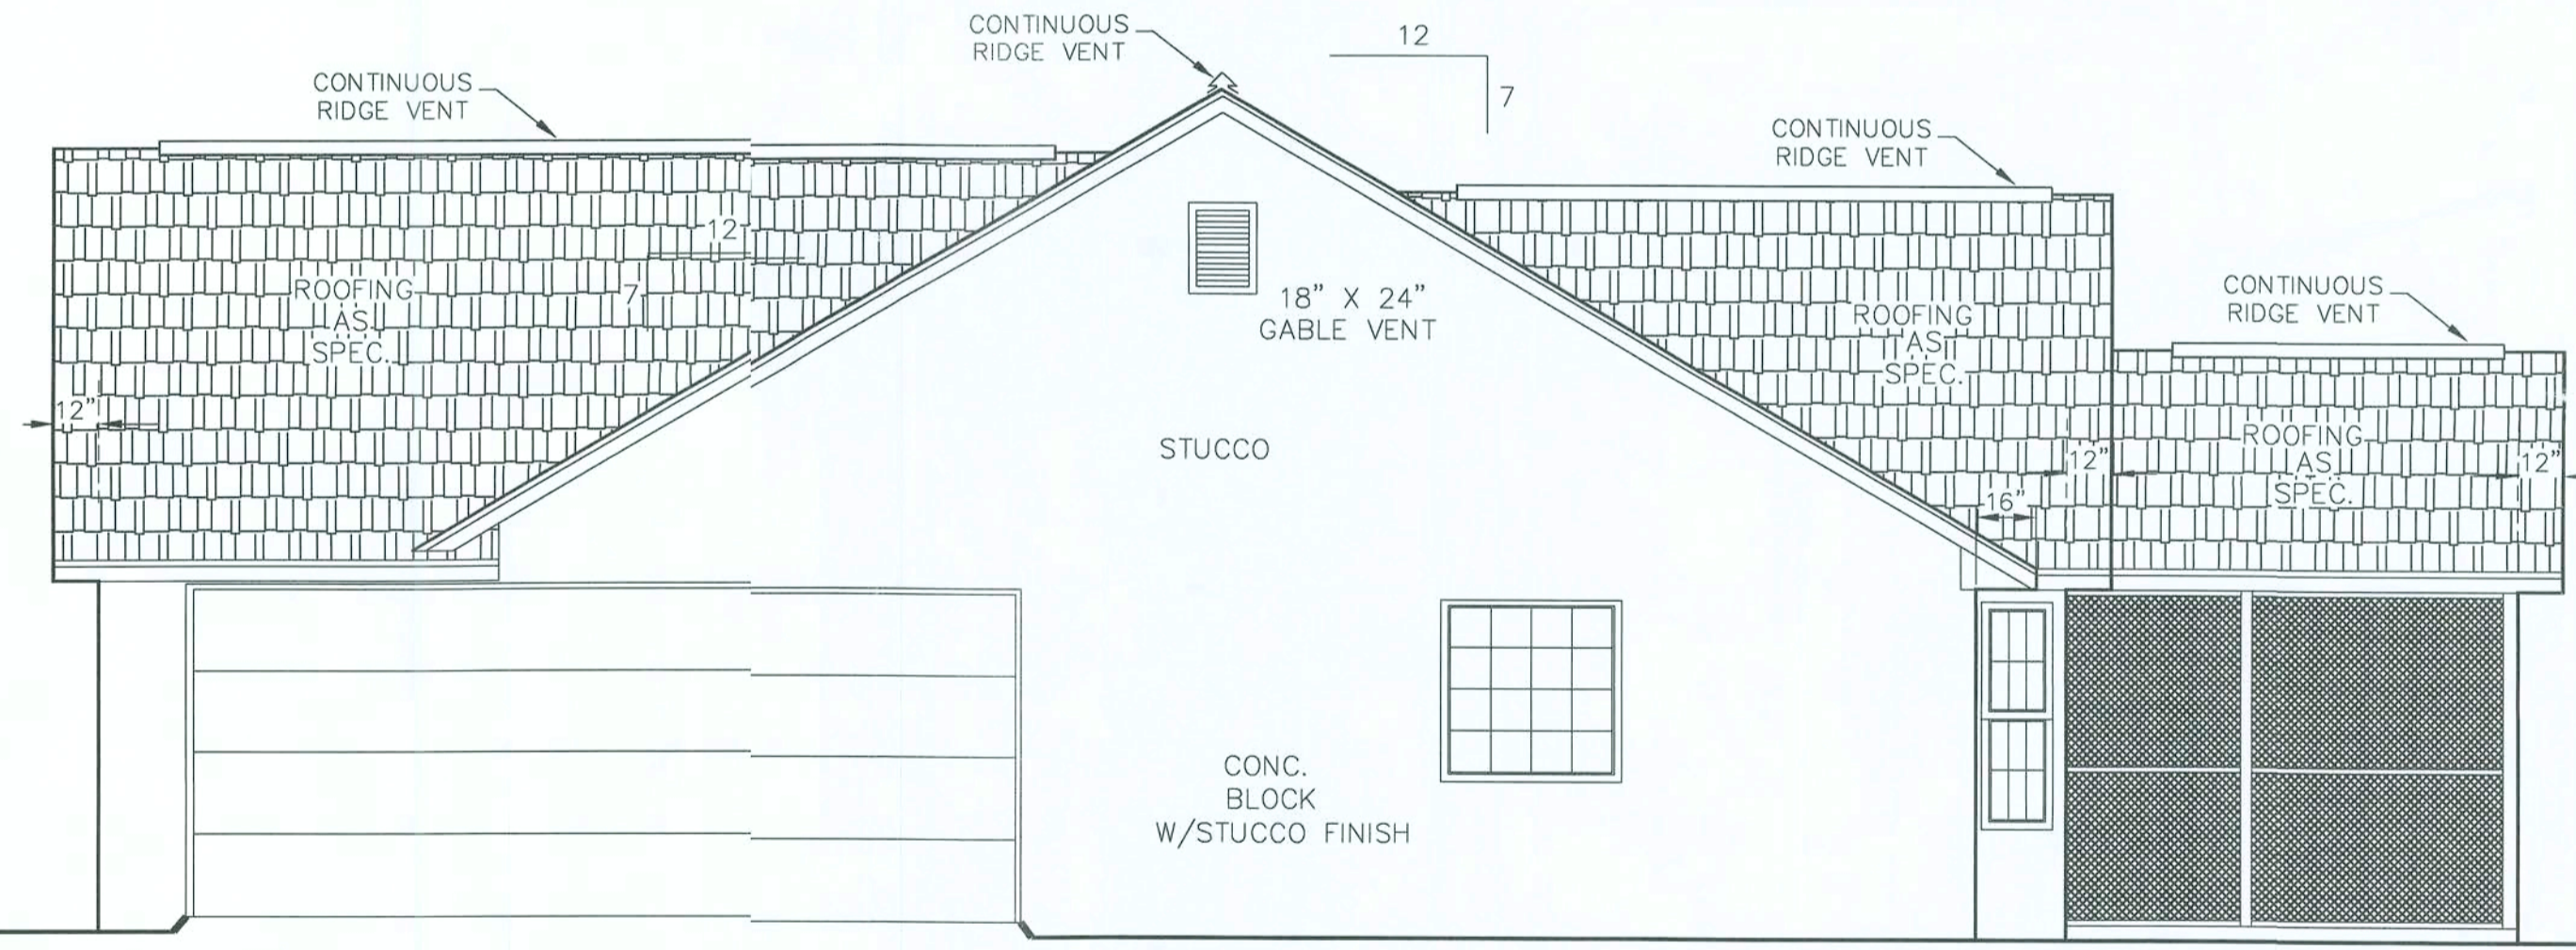 CONTINUOUS
RIDGE VENT
CONTINUOUS
RIDGE VENT
12
7
CONTINUOUS
RIDGE VENT
CONTINUOUS
RIDGE VENT
12
7
ROOFING
AS
SPEC.
12"
18" X 24"
GABLE VENT
STUCCO
ROOFING
AS
SPEC.
16"
12"
ROOFING
AS
SPEC.
12"
CONC.
BLOCK
W/STUCCO FINISH